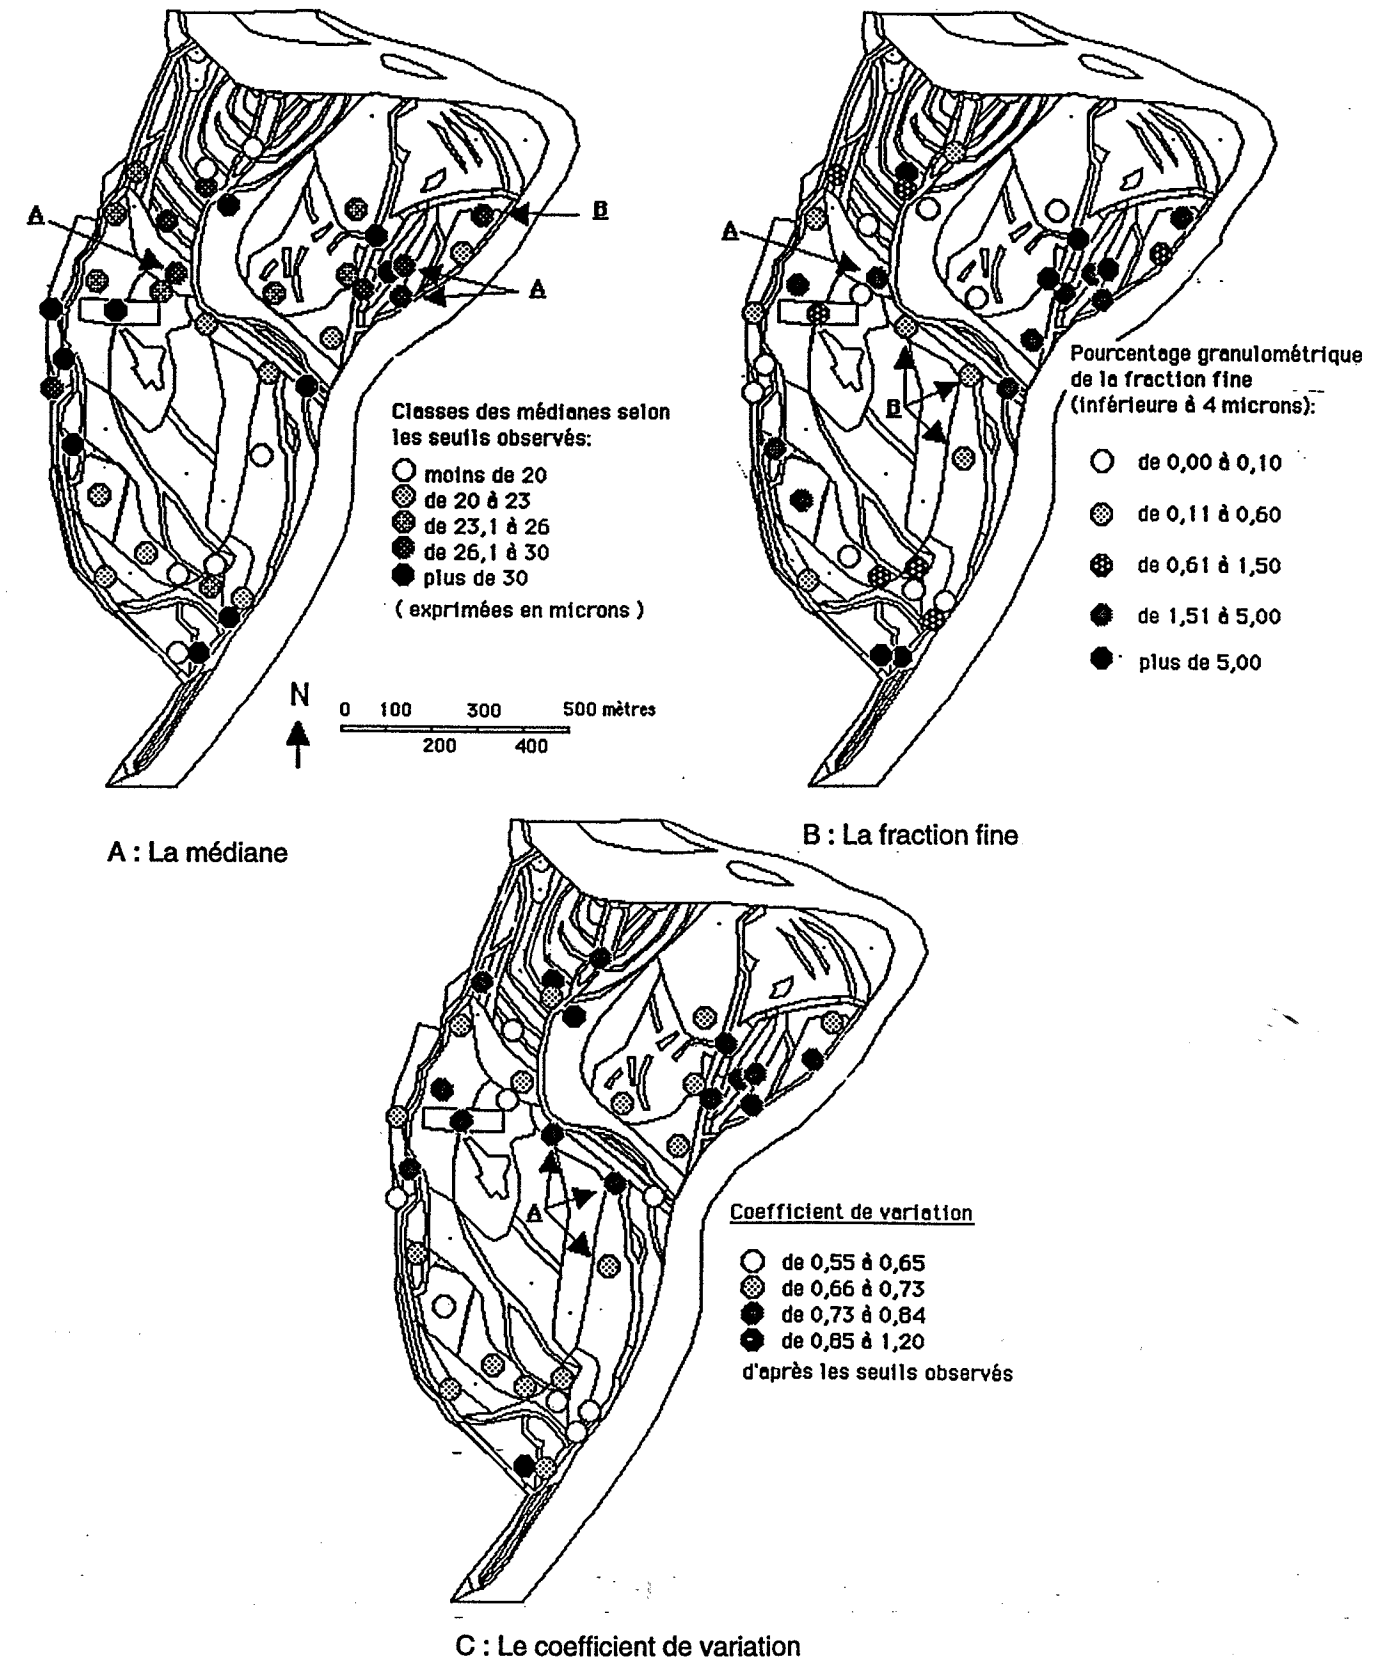 A
B
A
Classes des médianes selon
les seuils observés:
moins de 20
de 20 à 23
de 23,1 à 26
de 26,1 à 30
plus de 30
( exprimées en microns )
N
0 100 300 500 mètres
200 400
A : La médiane
A
B
Pourcentage granulométrique
de la fraction fine
(inférieure à 4 microns):
de 0,00 à 0,10
de 0,11 à 0,60
de 0,61 à 1,50
de 1,51 à 5,00
plus de 5,00
B : La fraction fine
A
Coefficient de variation
de 0,55 à 0,65
de 0,66 à 0,73
de 0,73 à 0,84
de 0,85 à 1,20
d'après les seuils observés
C : Le coefficient de variation